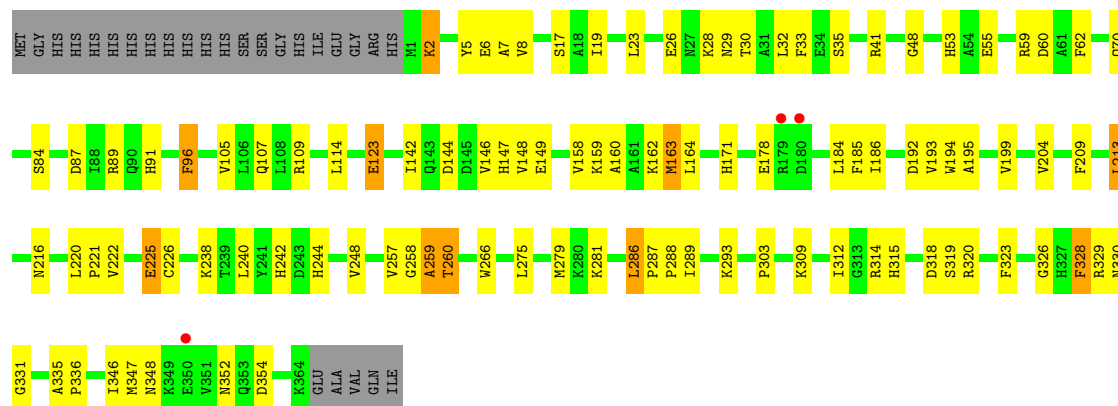 MET GLY HIS HIS HIS HIS HIS HIS HIS HIS HIS HIS SER SER GLY HIS ILE GLU GLY ARG HIS M1 K2 Y5 E6 A7 V8 S17 A18 I19 L23 E26 N27 K28 N29 T30 A31 L32 F33 E34 S35 R41 G48 H53 A54 E55 R59 D60 A61 F62
S84 D87 I88 R89 Q90 H91 F96 V105 L106 Q107 L108 R109 L114 E123 I142 Q143 D144 D145 V146 H147 V148 E149 V158 K159 A160 A161 K162 M163 L164 H171 E178 R179 D180 L184 F185 I186 D192 V193 W194 A195 V199 V204 F209 L213
N216 L220 P221 V222 E225 C226 K238 T239 L240 Y241 H242 D243 H244 V248 V257 G258 A259 T260 W266 L275 M279 K280 K281 L286 P287 P288 I289 K293 P303 K309 I312 G313 R314 H315 D318 S319 R320 F323 G326 H327 F328 R329 N330
G331 A335 P336 I346 M347 N348 K349 E350 V351 N352 Q353 D354 K364 GLU ALA VAL GLN ILE